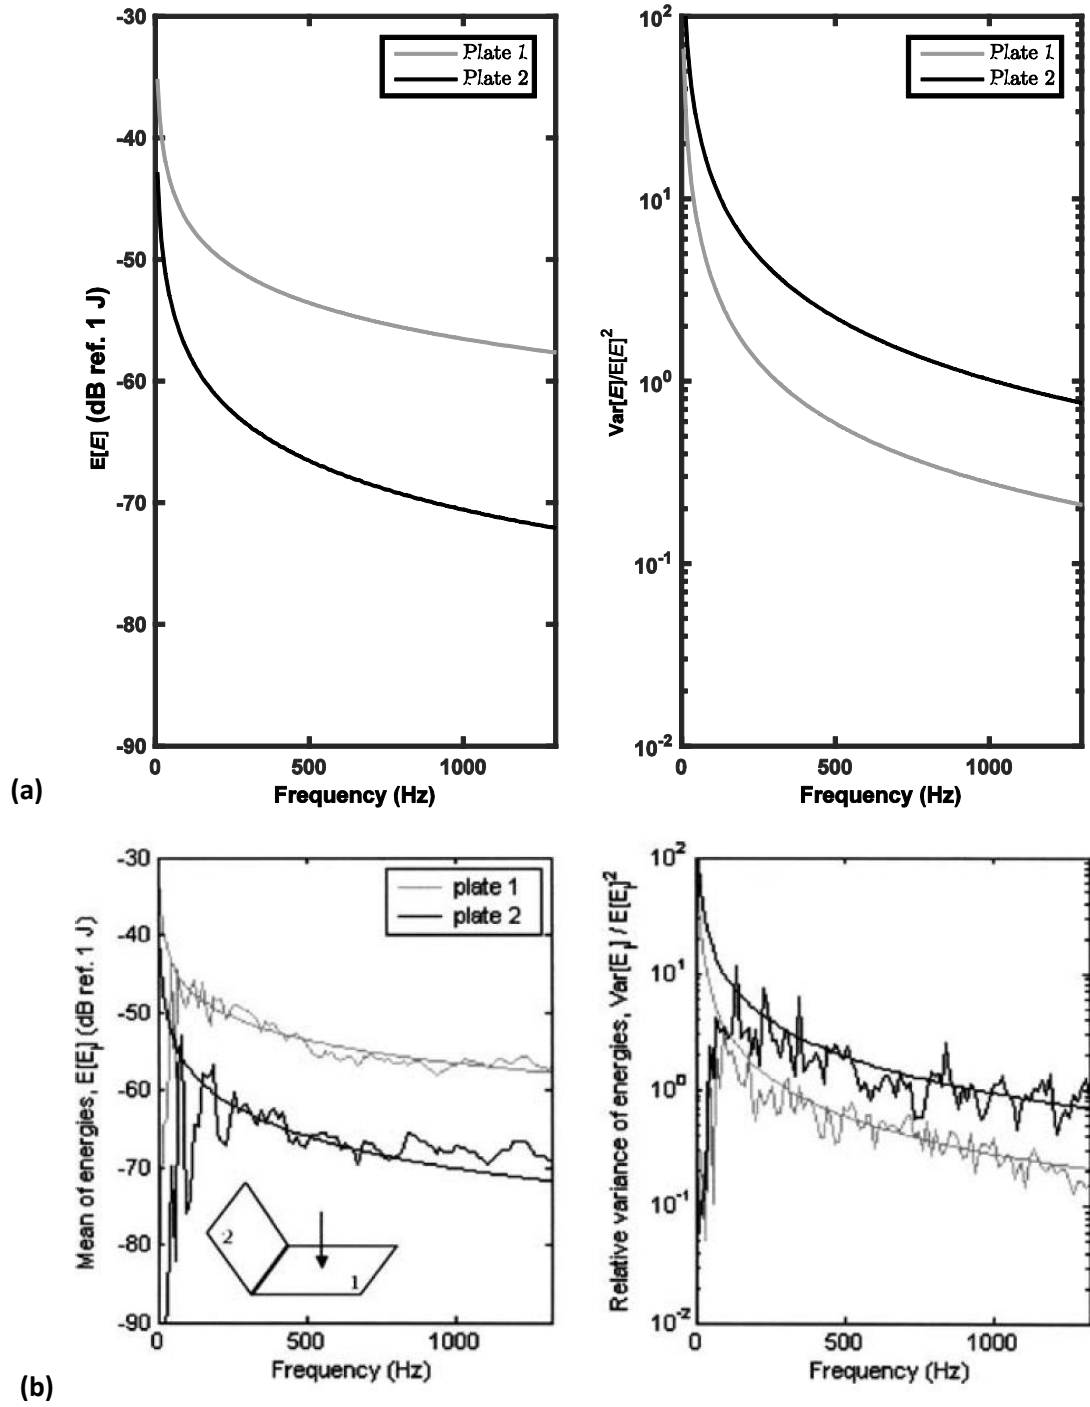 -30
-40
-50
-60
-70
-80
-90
E[E] (dB ref. 1 J)
Plate 1
Plate 2
0 500 1000
Frequency (Hz)
10^2
10^1
10^0
10^-1
10^-2
Var[E]/E[E]^2
Plate 1
Plate 2
0 500 1000
Frequency (Hz)
(a)
-30
-40
-50
-60
-70
-80
-90
Mean of energies, E[E_j] (dB ref. 1 J)
plate 1
plate 2
2
1
0 500 1000
Frequency (Hz)
10^2
10^1
10^0
10^-1
10^-2
Relative variance of energies, Var[E_j] / E[E_j]^2
0 500 1000
Frequency (Hz)
(b)